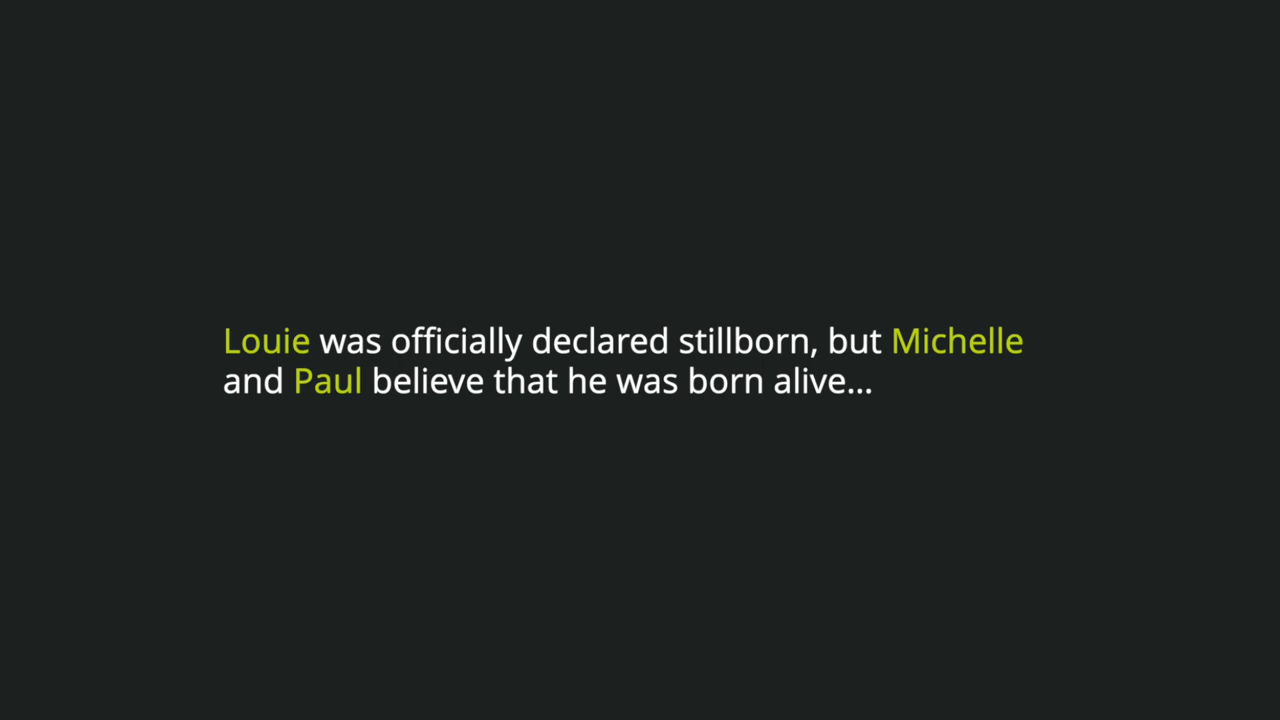 Louie was officially declared stillborn, but Michelle
and Paul believe that he was born alive...